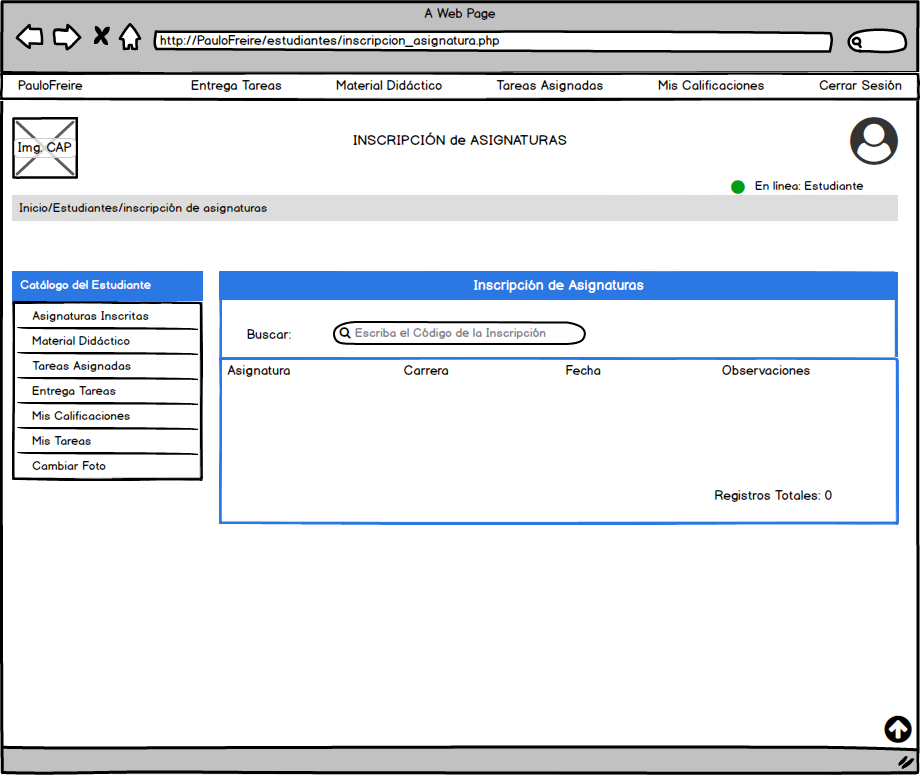 A Web Page
http://PauloFreire/estudiantes/inscripcion_asignatura.php
PauloFreire Entrega Tareas Material Didáctico Tareas Asignadas Mis Calificaciones Cerrar Sesión
Img. CAP
INSCRIPCIÓN de ASIGNATURAS
En línea: Estudiante
Inicio/Estudiantes/inscripción de asignaturas
Catálogo del Estudiante
Asignaturas Inscritas
Material Didáctico
Tareas Asignadas
Entrega Tareas
Mis Calificaciones
Mis Tareas
Cambiar Foto
Inscripción de Asignaturas
Buscar: Escriba el Código de la Inscripción
Asignatura Carrera Fecha Observaciones
Registros Totales: 0